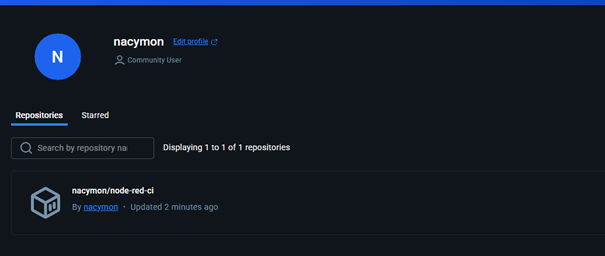 N
nacymon Edit profile
Community User
Repositories Starred
Search by repository na Displaying 1 to 1 of 1 repositories
nacymon/node-red-ci
By nacymon • Updated 2 minutes ago